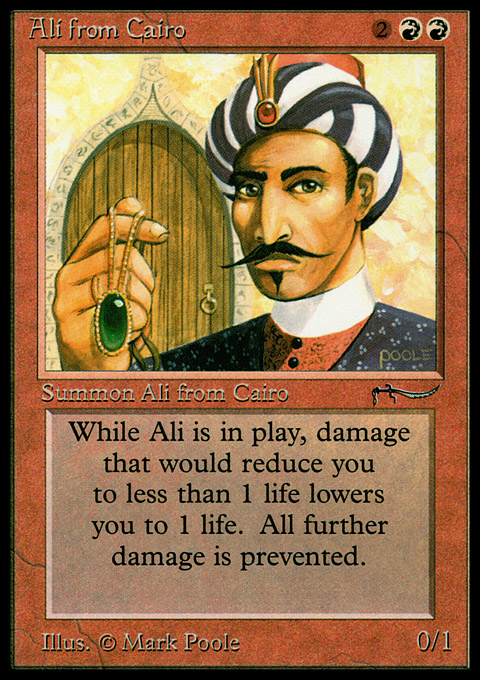 Ali from Cairo 2
POOLE
Summon Ali from Cairo
While Ali is in play, damage
that would reduce you
to less than 1 life lowers
you to 1 life. All further
damage is prevented.
Illus. © Mark Poole 0/1